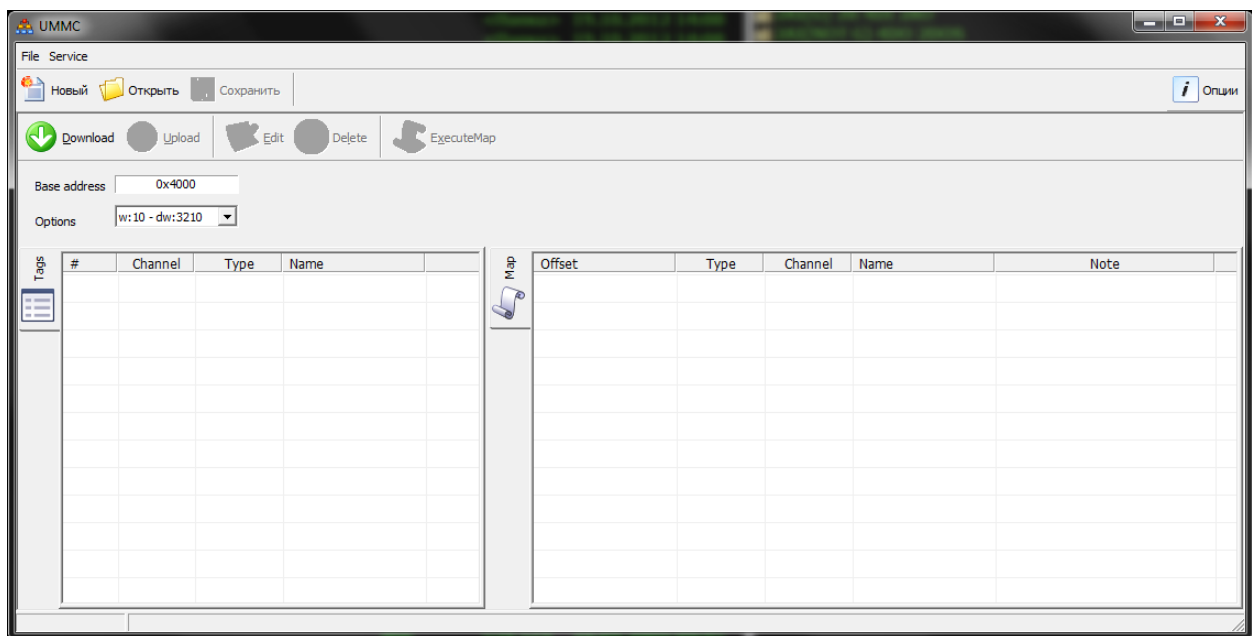 UMMC
File Service
Новый Открыть Сохранить Опции
Download Upload Edit Delete ExecuteMap
Base address 0x4000
Options w:10 - dw:3210
Tags # Channel Type Name Map Offset Type Channel Name Note